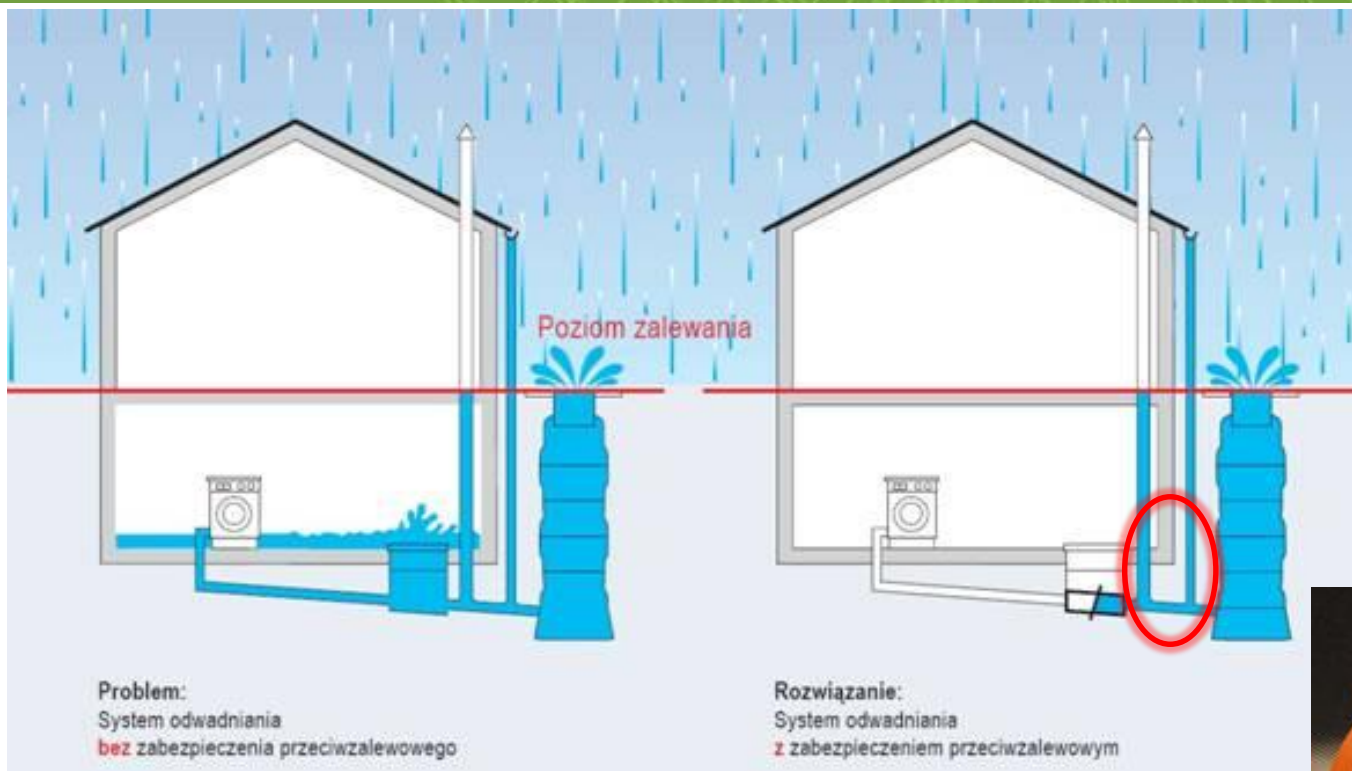 Poziom zalewania
Problem:
System odwadniania
bez zabezpieczenia przeciwzalewowego
Rozwiązanie:
System odwadniania
z zabezpieczeniem przeciwzalewowym